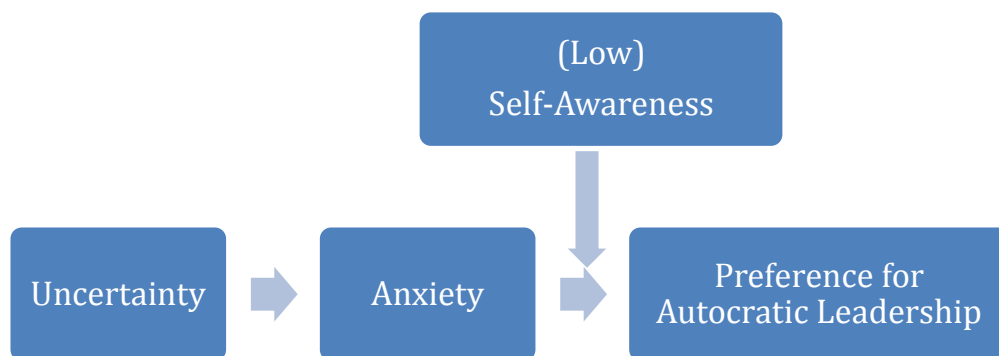 (Low)
Self-Awareness
Uncertainty
Anxiety
Preference for
Autocratic Leadership